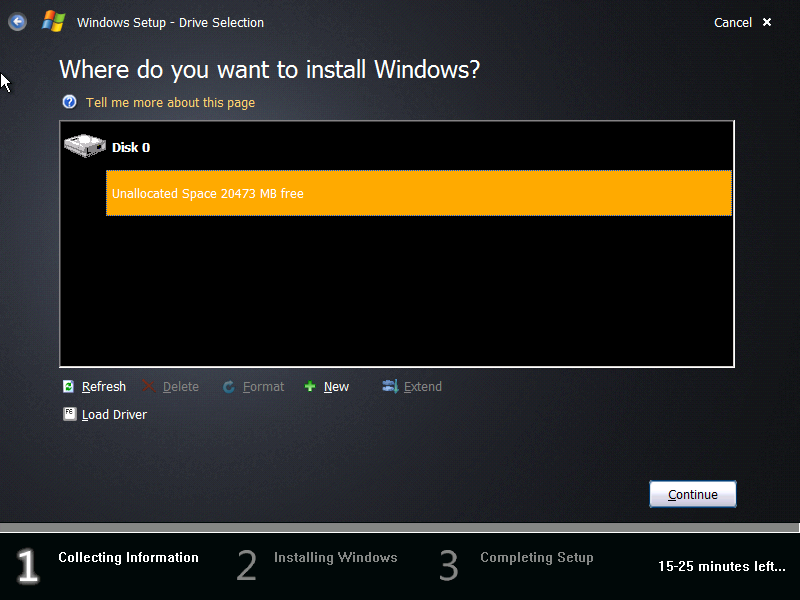 Windows Setup - Drive Selection
Cancel
Where do you want to install Windows?
Tell me more about this page
Disk 0
Unallocated Space 20473 MB free
Refresh Delete Format New Extend
F6 Load Driver
Continue
1 Collecting Information 2 Installing Windows 3 Completing Setup
15-25 minutes left...